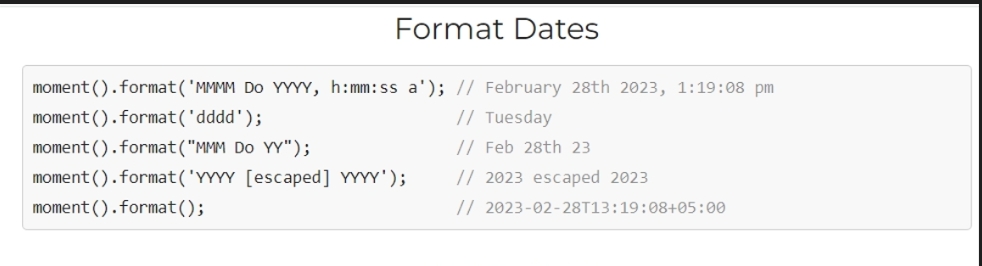 Format Dates
moment().format('MMMM Do YYYY, h:mm:ss a'); // February 28th 2023, 1:19:08 pm
moment().format('dddd');                    // Tuesday
moment().format("MMM Do YY");               // Feb 28th 23
moment().format('YYYY [escaped] YYYY');     // 2023 escaped 2023
moment().format();                          // 2023-02-28T13:19:08+05:00